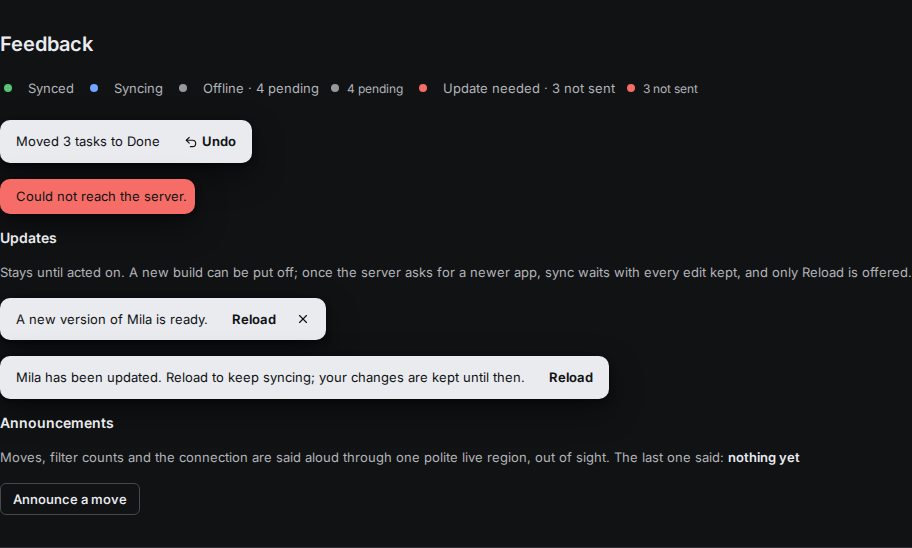 Feedback
Synced Syncing Offline · 4 pending 4 pending Update needed · 3 not sent 3 not sent
Moved 3 tasks to Done Undo
Could not reach the server.
Updates
Stays until acted on. A new build can be put off; once the server asks for a newer app, sync waits with every edit kept, and only Reload is offered.
A new version of Mila is ready. Reload
Mila has been updated. Reload to keep syncing; your changes are kept until then. Reload
Announcements
Moves, filter counts and the connection are said aloud through one polite live region, out of sight. The last one said: nothing yet
Announce a move